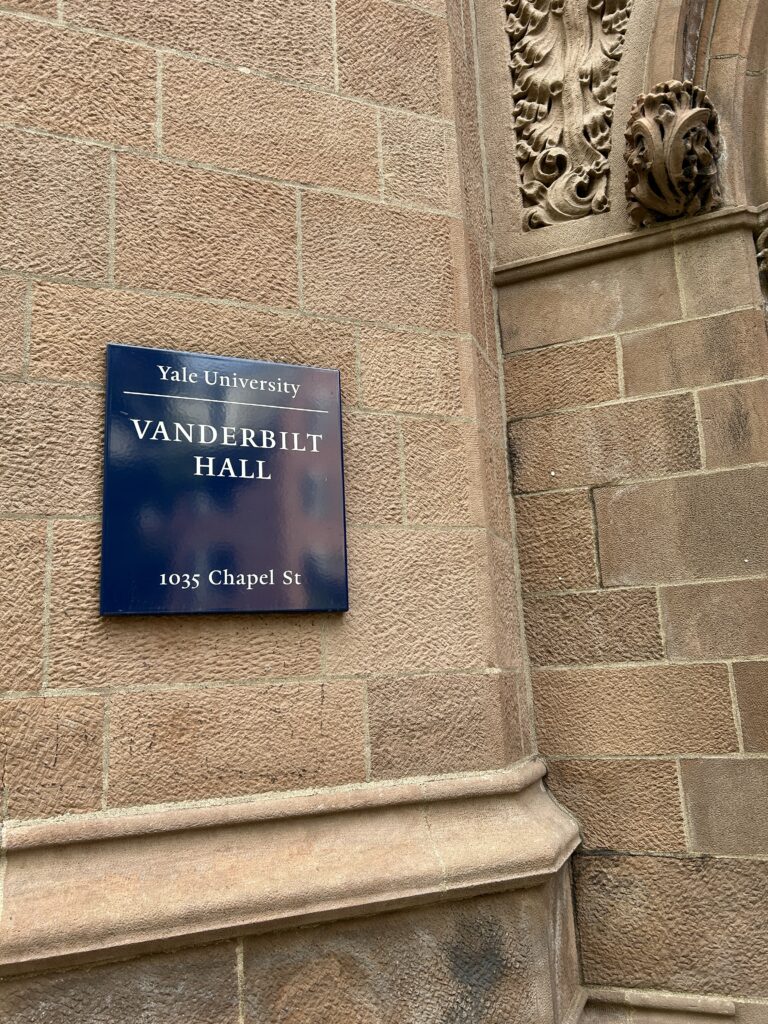 Yale University
VANDERBILT
HALL
1035 Chapel St